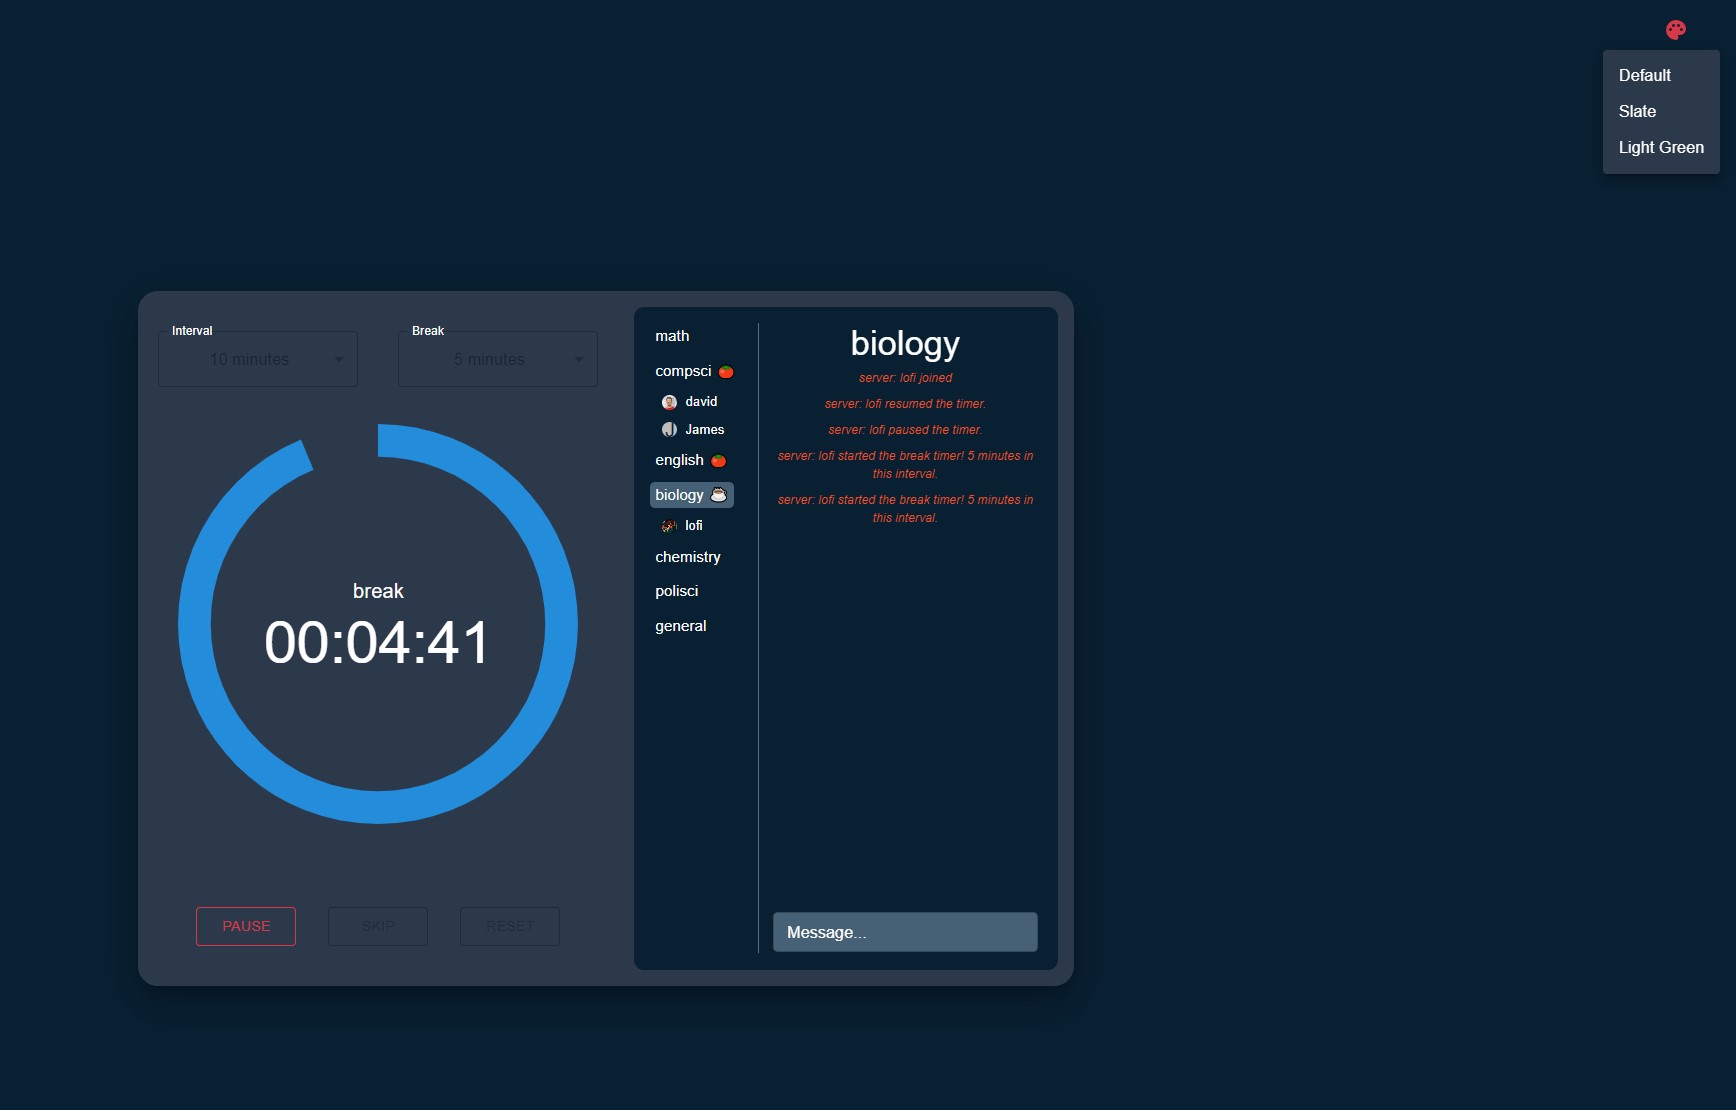 Default
Slate
Light Green
Interval
10 minutes
Break
5 minutes
break
00:04:41
PAUSE
SKIP
RESET
math
compsci
david
James
english
biology
lofi
chemistry
polisci
general
biology
server: lofi joined
server: lofi resumed the timer.
server: lofi paused the timer.
server: lofi started the break timer! 5 minutes in
this interval.
server: lofi started the break timer! 5 minutes in
this interval.
Message...